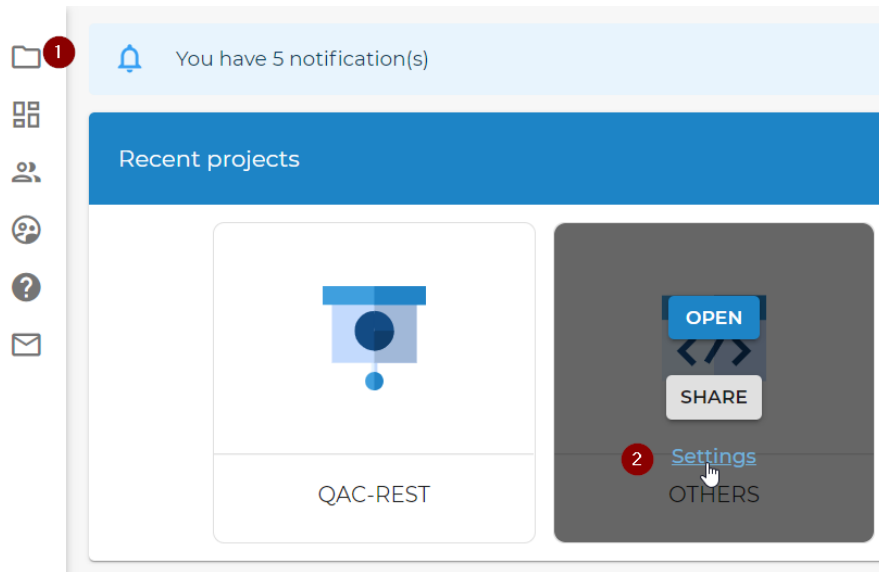 1
You have 5 notification(s)
Recent projects
OPEN
SHARE
2 Settings
QAC-REST
OTHERS